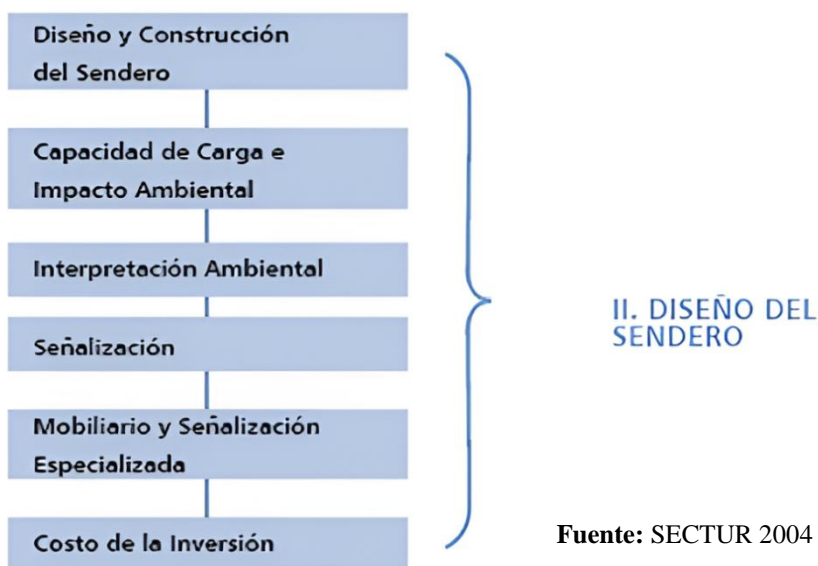 Diseño y Construcción
del Sendero
Capacidad de Carga e
Impacto Ambiental
Interpretación Ambiental
Señalización
Mobiliario y Señalización
Especializada
Costo de la Inversión
II. DISEÑO DEL
SENDERO
Fuente: SECTUR 2004